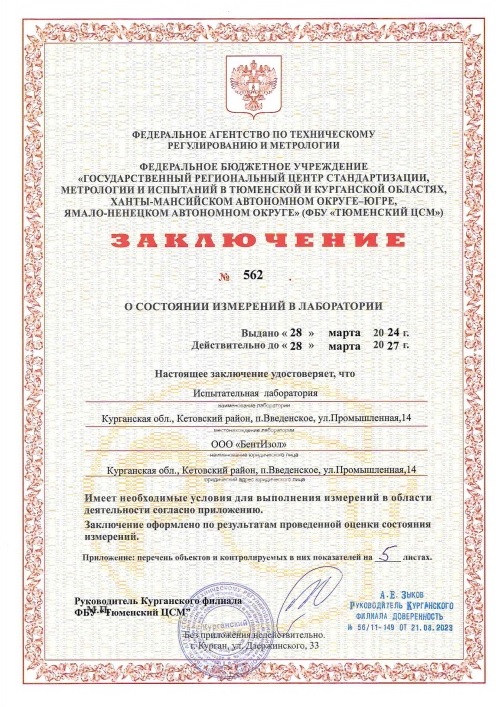 ФЕДЕРАЛЬНОЕ АГЕНТСТВО ПО ТЕХНИЧЕСКОМУ
РЕГУЛИРОВАНИЮ И МЕТРОЛОГИИ
ФЕДЕРАЛЬНОЕ БЮДЖЕТНОЕ УЧРЕЖДЕНИЕ
«ГОСУДАРСТВЕННЫЙ РЕГИОНАЛЬНЫЙ ЦЕНТР СТАНДАРТИЗАЦИИ,
МЕТРОЛОГИИ И ИСПЫТАНИЙ В ТЮМЕНСКОЙ И КУРГАНСКОЙ ОБЛАСТЯХ,
ХАНТЫ-МАНСИЙСКОМ АВТОНОМНОМ ОКРУГЕ–ЮГРЕ,
ЯМАЛО-НЕНЕЦКОМ АВТОНОМНОМ ОКРУГЕ» (ФБУ «ТЮМЕНСКИЙ ЦСМ»)
ЗАКЛЮЧЕНИЕ
№ 562 .
О СОСТОЯНИИ ИЗМЕРЕНИЙ В ЛАБОРАТОРИИ
Выдано « 28 » марта 20 24 г.
Действительно до « 28 » марта 20 27 г.
Настоящее заключение удостоверяет, что
Испытательная лаборатория
наименование лаборатории
Курганская обл., Кетовский район, п.Введенское, ул.Промышленная,14
местонахождение лаборатории
ООО «БентИзол»
наименование юридического лица
Курганская обл., Кетовский район, п.Введенское, ул.Промышленная,14
юридический адрес юридического лица
Имеет необходимые условия для выполнения измерений в области
деятельности согласно приложению.
Заключение оформлено по результатам проведенной оценки состояния
измерений.
Приложение: перечень объектов и контролируемых в них показателей на 5 листах.
Руководитель Курганского филиала
ФБУ "Тюменский ЦСМ"
М.П.
Курганский
А.Е. Зыков
Руководитель Курганского
филиала доверенность
№ 56/11-149 от 21.08.2023
Без приложения недействительно.
г. Курган, ул. Дзержинского, 33